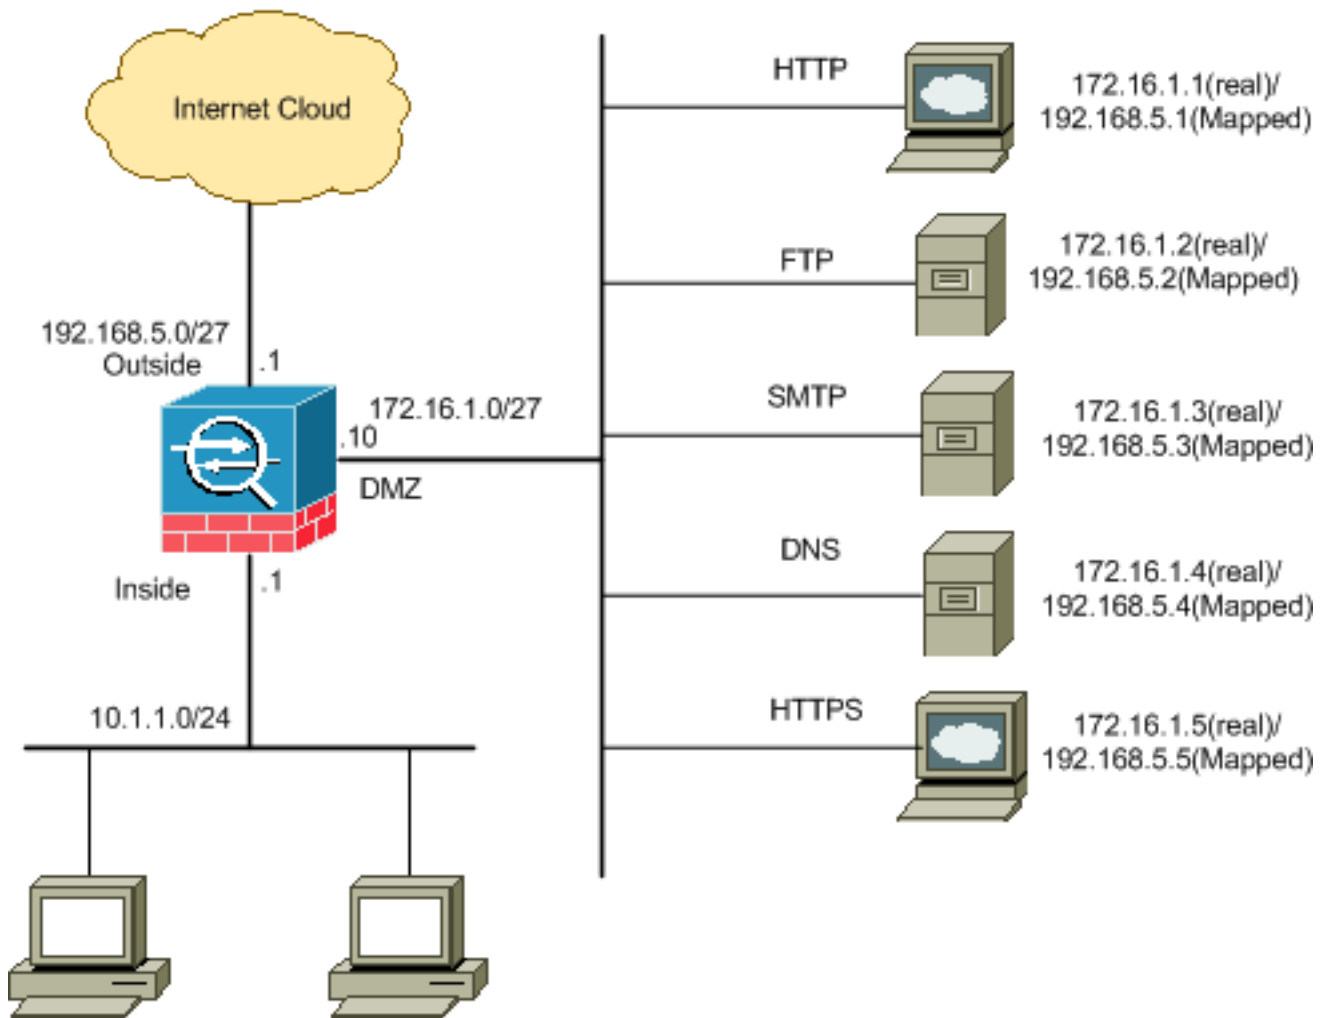 Internet Cloud
192.168.5.0/27
Outside
.1
172.16.1.0/27
.10
DMZ
Inside
.1
10.1.1.0/24
HTTP
172.16.1.1(real)/
192.168.5.1(Mapped)
FTP
172.16.1.2(real)/
192.168.5.2(Mapped)
SMTP
172.16.1.3(real)/
192.168.5.3(Mapped)
DNS
172.16.1.4(real)/
192.168.5.4(Mapped)
HTTPS
172.16.1.5(real)/
192.168.5.5(Mapped)